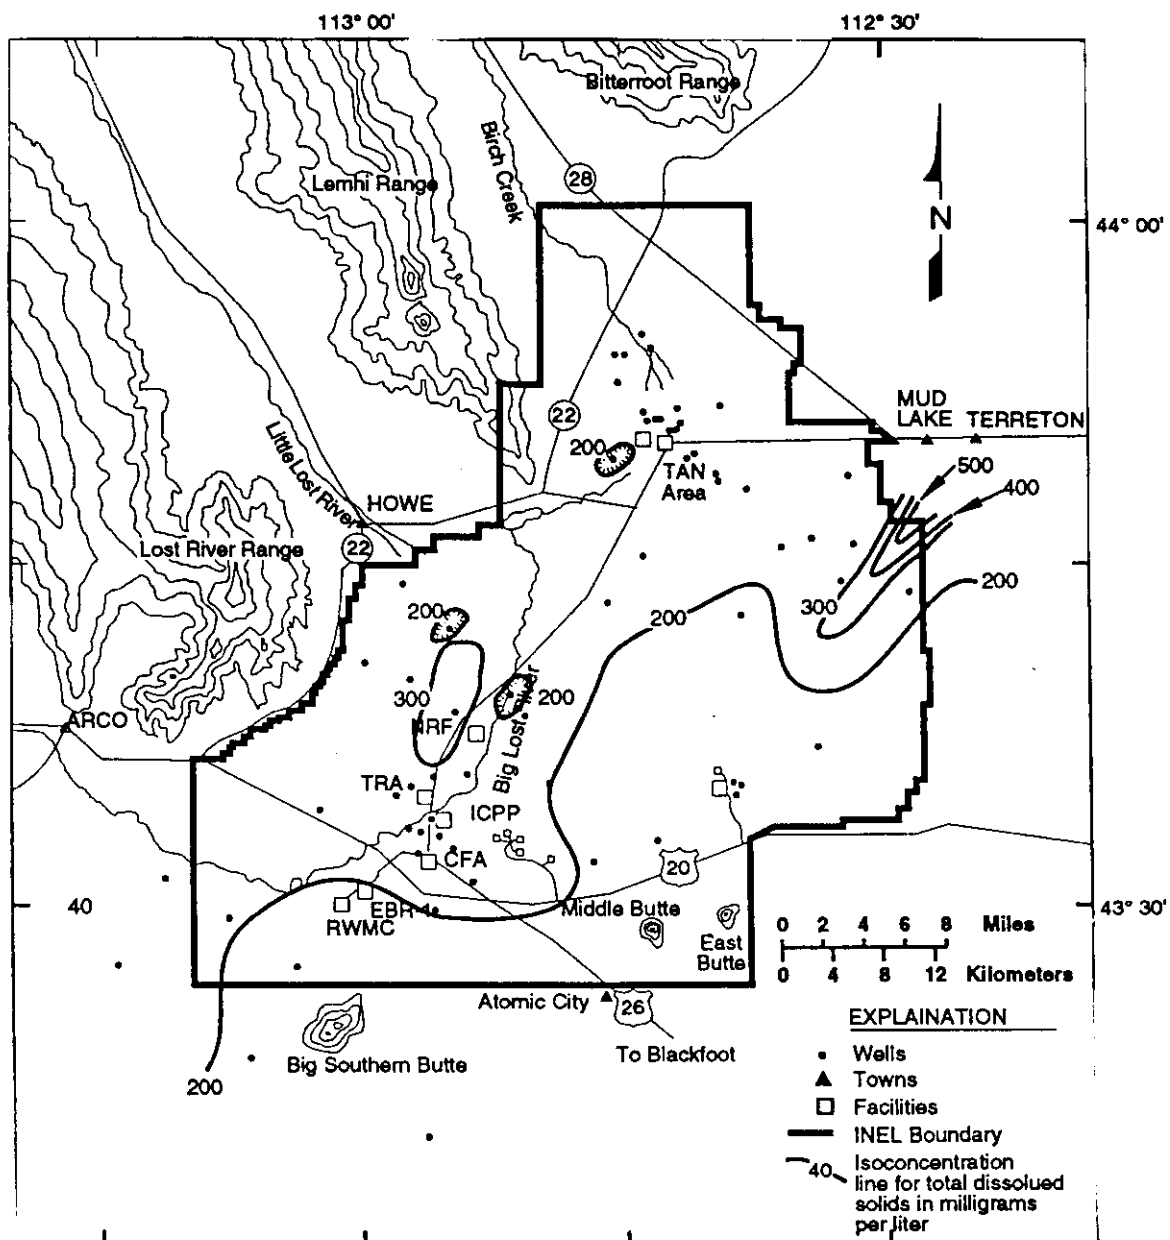 113° 00'
112° 30'
Bitterroot Range
Birch Creek
28
Lemhi Range
N
44° 00'
22
MUD
LAKE
TERRETON
200
TAN
Area
500
400
Little Lost River
HOWE
22
Lost River Range
200
200
200
300
300
200
NRF
Big Lost
ARCO
TRA
ICPP
CFA
20
40
EBR-1
RWMC
Middle Butte
East
Butte
43° 30'
0 2 4 6 8 Miles
0 4 8 12 Kilometers
Atomic City
26
To Blackfoot
Big Southern Butte
200
EXPLAINATION
Wells
Towns
Facilities
INEL Boundary
40
Isoconcentration
line for total dissolued
solids in milligrams
per liter